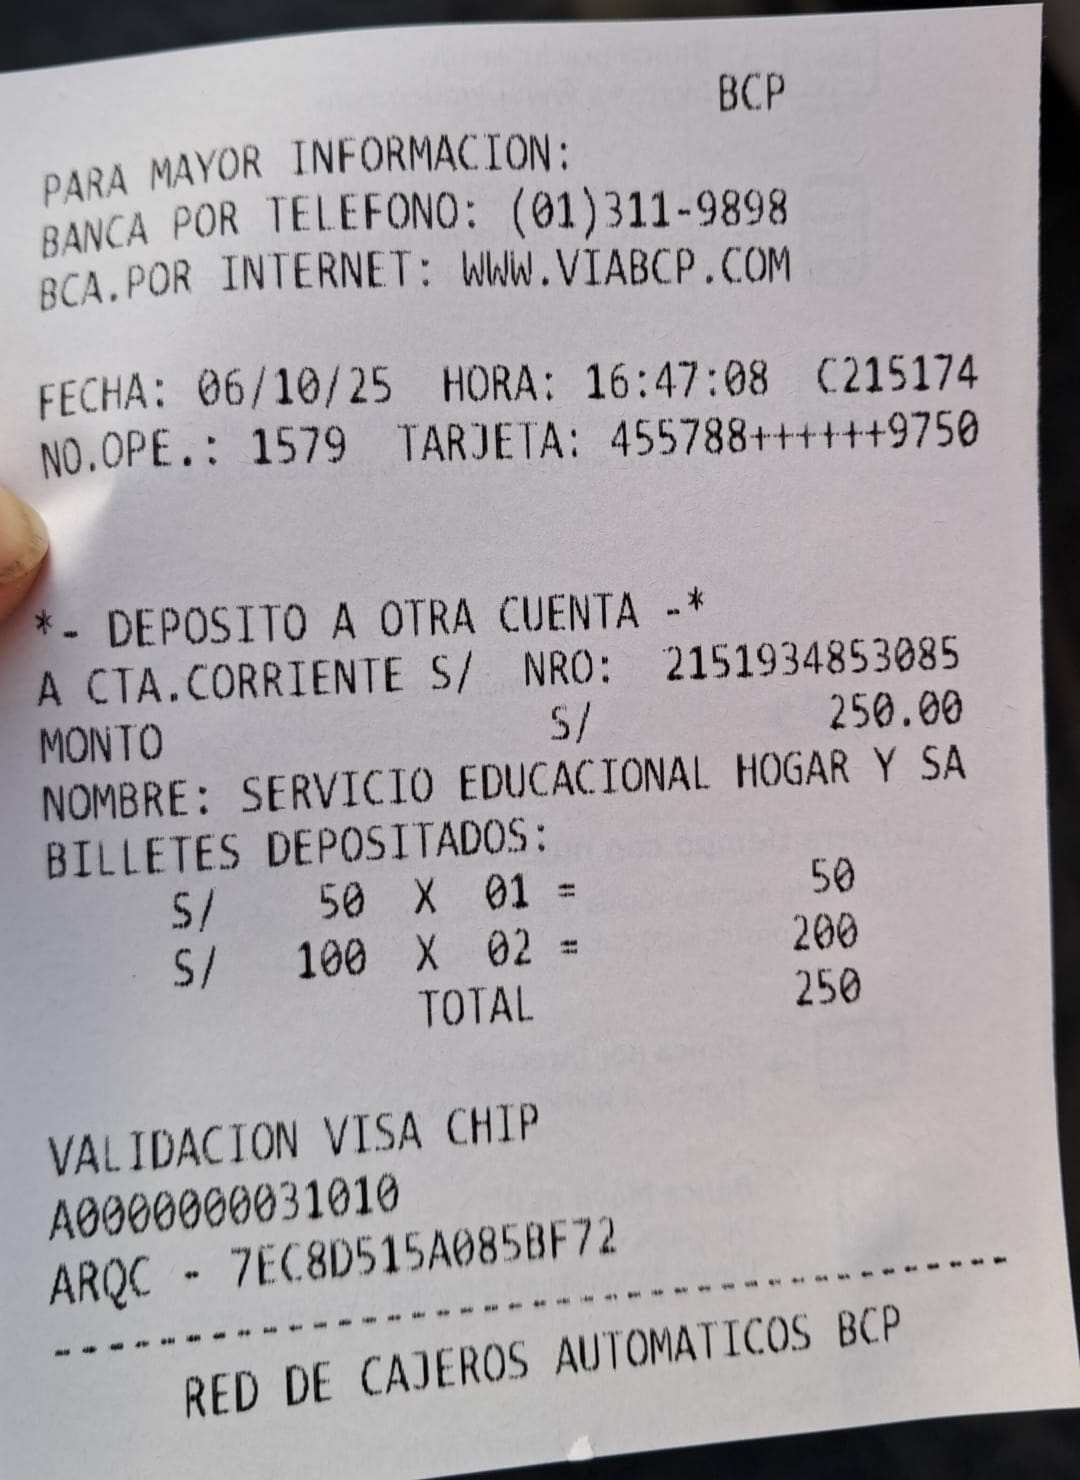 BCP
PARA MAYOR INFORMACION:
BANCA POR TELEFONO: (01)311-9898
BCA.POR INTERNET: WWW.VIABCP.COM
FECHA: 06/10/25 HORA: 16:47:08 C215174
NO.OPE.: 1579 TARJETA: 455788++++++9750
*- DEPOSITO A OTRA CUENTA -*
A CTA.CORRIENTE S/ NRO: 2151934853085
MONTO S/ 250.00
NOMBRE: SERVICIO EDUCACIONAL HOGAR Y SA
BILLETES DEPOSITADOS:
S/ 50 X 01 = 50
S/ 100 X 02 = 200
TOTAL 250
VALIDACION VISA CHIP
A0000000031010
ARQC - 7EC8D515A085BF72
--------------------------------------
RED DE CAJEROS AUTOMATICOS BCP